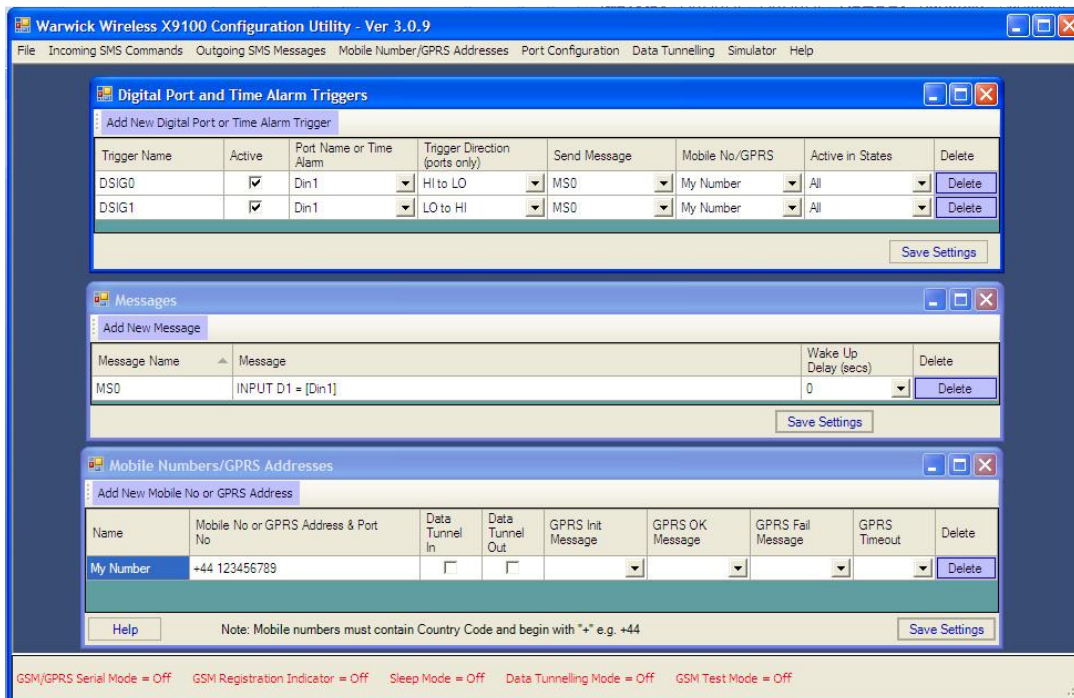 Warwick Wireless X9100 Configuration Utility - Ver 3.0.9
File Incoming SMS Commands Outgoing SMS Messages Mobile Number/GPRS Addresses Port Configuration Data Tunnelling Simulator Help
Digital Port and Time Alarm Triggers
Add New Digital Port or Time Alarm Trigger
Trigger Name Active Port Name or Time Alarm Trigger Direction (ports only) Send Message Mobile No/GPRS Active in States Delete
DSIG0 Din1 HI to LO MS0 My Number All Delete
DSIG1 Din1 LO to HI MS0 My Number All Delete
Save Settings
Messages
Add New Message
Message Name Message Wake Up Delay (secs) Delete
MS0 INPUT D1 = [Din1] 0 Delete
Save Settings
Mobile Numbers/GPRS Addresses
Add New Mobile No or GPRS Address
Name Mobile No or GPRS Address & Port No Data Tunnel In Data Tunnel Out GPRS Init Message GPRS OK Message GPRS Fail Message GPRS Timeout Delete
My Number +44 123456789 Delete
Help Note: Mobile numbers must contain Country Code and begin with "+" e.g. +44 Save Settings
GSM/GPRS Serial Mode = Off GSM Registration Indicator = Off Sleep Mode = Off Data Tunnelling Mode = Off GSM Test Mode = Off